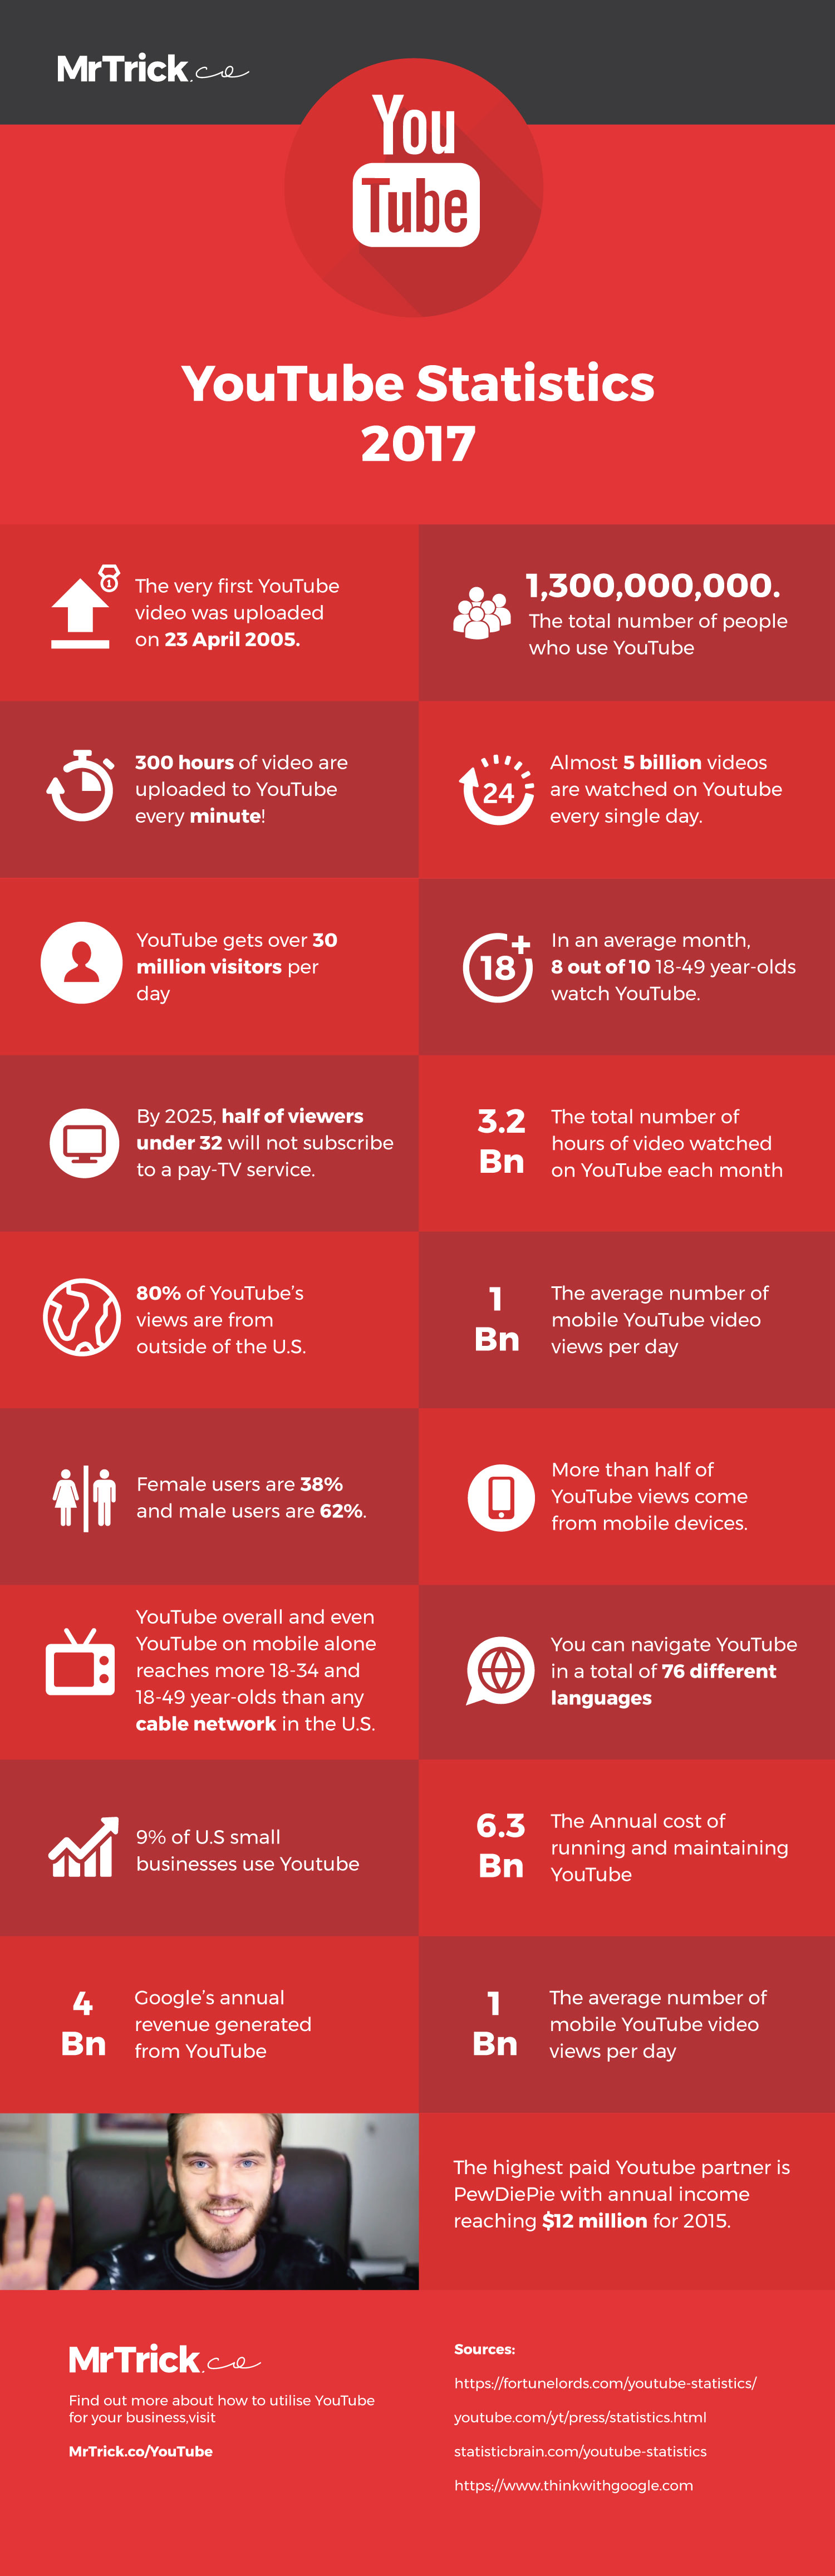 MrTrick.co
You
Tube
YouTube Statistics
2017
1
The very first YouTube
video was uploaded
on 23 April 2005.
1,300,000,000.
The total number of people
who use YouTube
300 hours of video are
uploaded to YouTube
every minute!
24
Almost 5 billion videos
are watched on Youtube
every single day.
YouTube gets over 30
million visitors per
day
18+
In an average month,
8 out of 10 18-49 year-olds
watch YouTube.
By 2025, half of viewers
under 32 will not subscribe
to a pay-TV service.
3.2
Bn
The total number of
hours of video watched
on YouTube each month
80% of YouTube's
views are from
outside of the U.S.
1
Bn
The average number of
mobile YouTube video
views per day
Female users are 38%
and male users are 62%.
More than half of
YouTube views come
from mobile devices.
YouTube overall and even
YouTube on mobile alone
reaches more 18-34 and
18-49 year-olds than any
cable network in the U.S.
You can navigate YouTube
in a total of 76 different
languages
9% of U.S small
businesses use Youtube
6.3
Bn
The Annual cost of
running and maintaining
YouTube
4
Bn
Google's annual
revenue generated
from YouTube
1
Bn
The average number of
mobile YouTube video
views per day
The highest paid Youtube partner is
PewDiePie with annual income
reaching $12 million for 2015.
MrTrick.co
Find out more about how to utilise YouTube
for your business,visit
MrTrick.co/YouTube
Sources:
https://fortunelords.com/youtube-statistics/
youtube.com/yt/press/statistics.html
statisticbrain.com/youtube-statistics
https://www.thinkwithgoogle.com